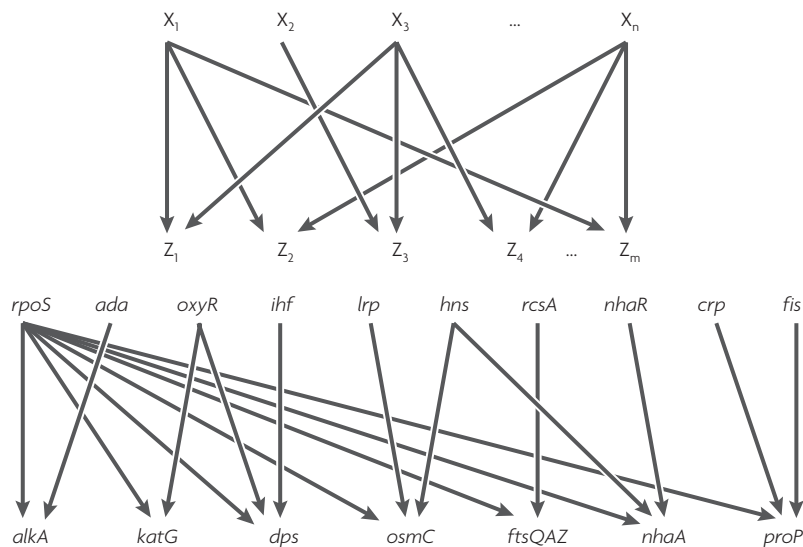 X₁ X₂ X₃ ... Xₙ
Z₁ Z₂ Z₃ Z₄ ... Zₘ
rpoS ada oxyR ihf lrp hns rcsA nhaR crp fis
alkA katG dps osmC ftsQAZ nhaA proP